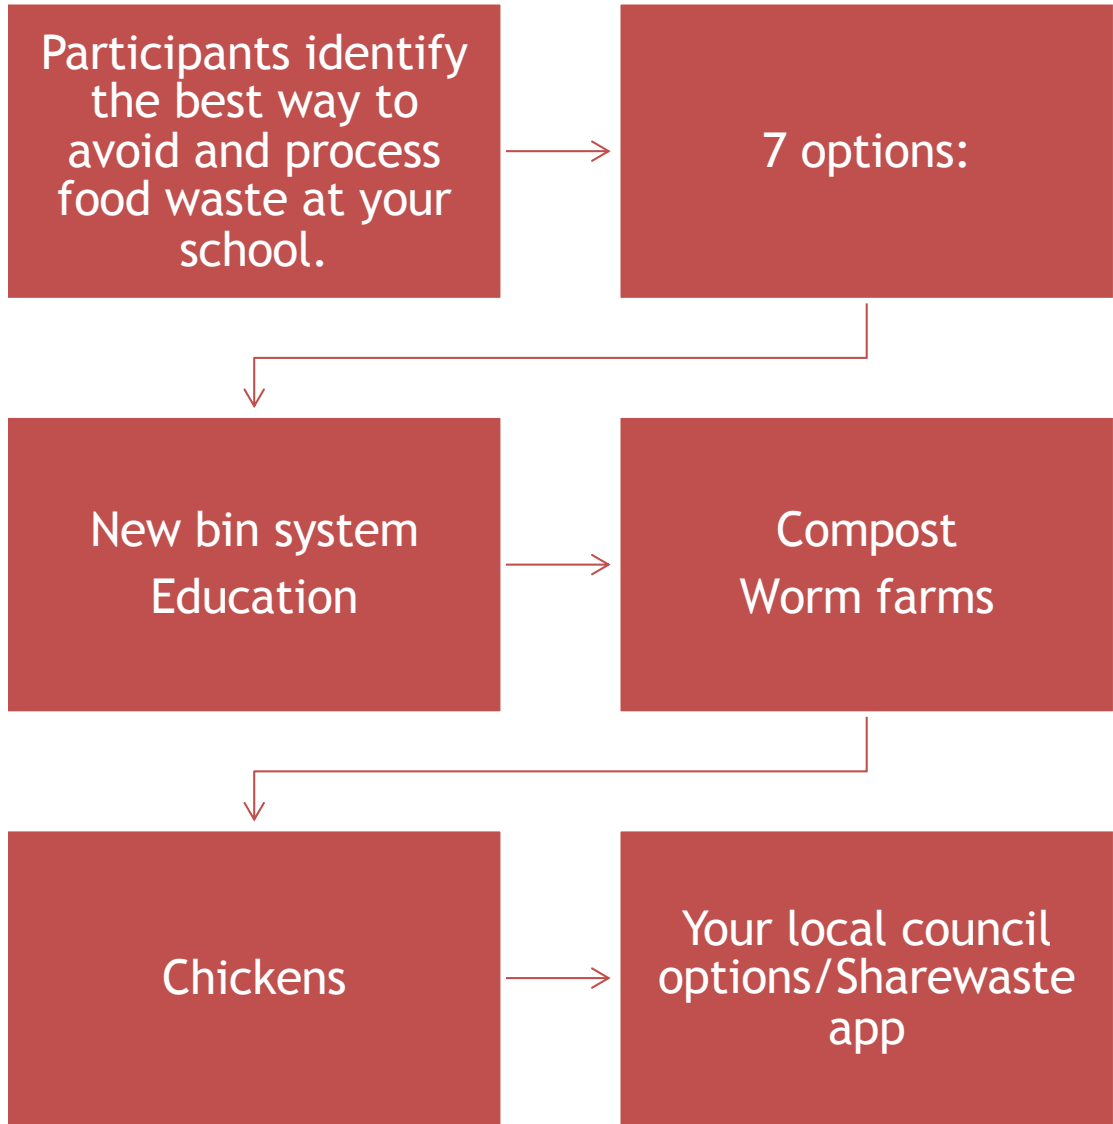 Participants identify
the best way to
avoid and process
food waste at your
school.
7 options:
New bin system
Education
Compost
Worm farms
Chickens
Your local council
options/Sharewaste
app